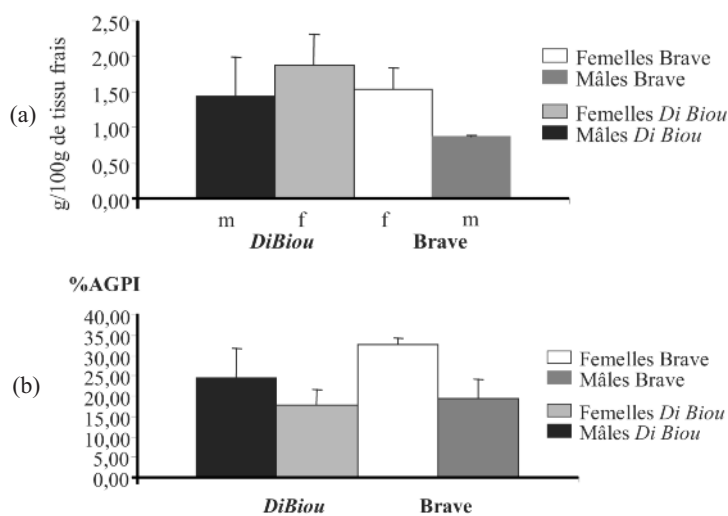 (a)
g/100g de tissu frais
2,50
2,00
1,50
1,00
0,50
0,00
m f f m
DiBiou Brave
Femelles Brave
Mâles Brave
Femelles Di Biou
Mâles Di Biou
(b)
%AGPI
40,00
35,00
30,00
25,00
20,00
15,00
10,00
5,00
0,00
DiBiou Brave
Femelles Brave
Mâles Brave
Femelles Di Biou
Mâles Di Biou